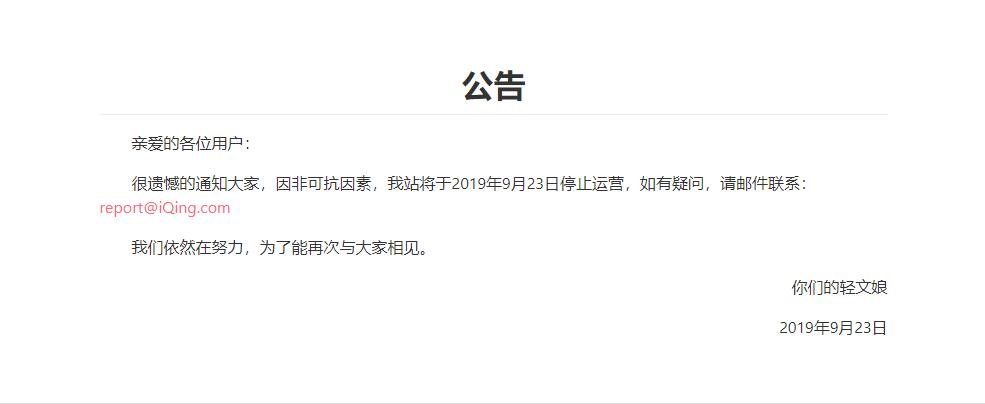 公告
亲爱的各位用户：
很遗憾的通知大家，因非可抗因素，我站将于2019年9月23日停止运营，如有疑问，请邮件联系：
report@iQing.com
我们依然在努力，为了能再次与大家相见。
你们的轻文娘
2019年9月23日